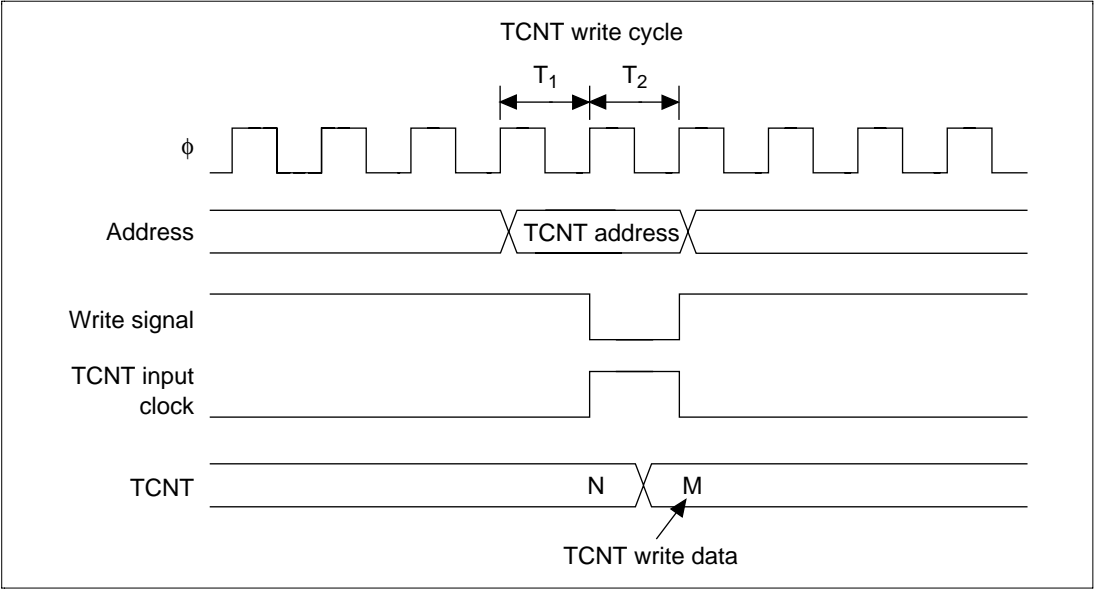 TCNT write cycle
T1 T2
ϕ
Address
TCNT address
Write signal
TCNT input
clock
TCNT
N M
TCNT write data